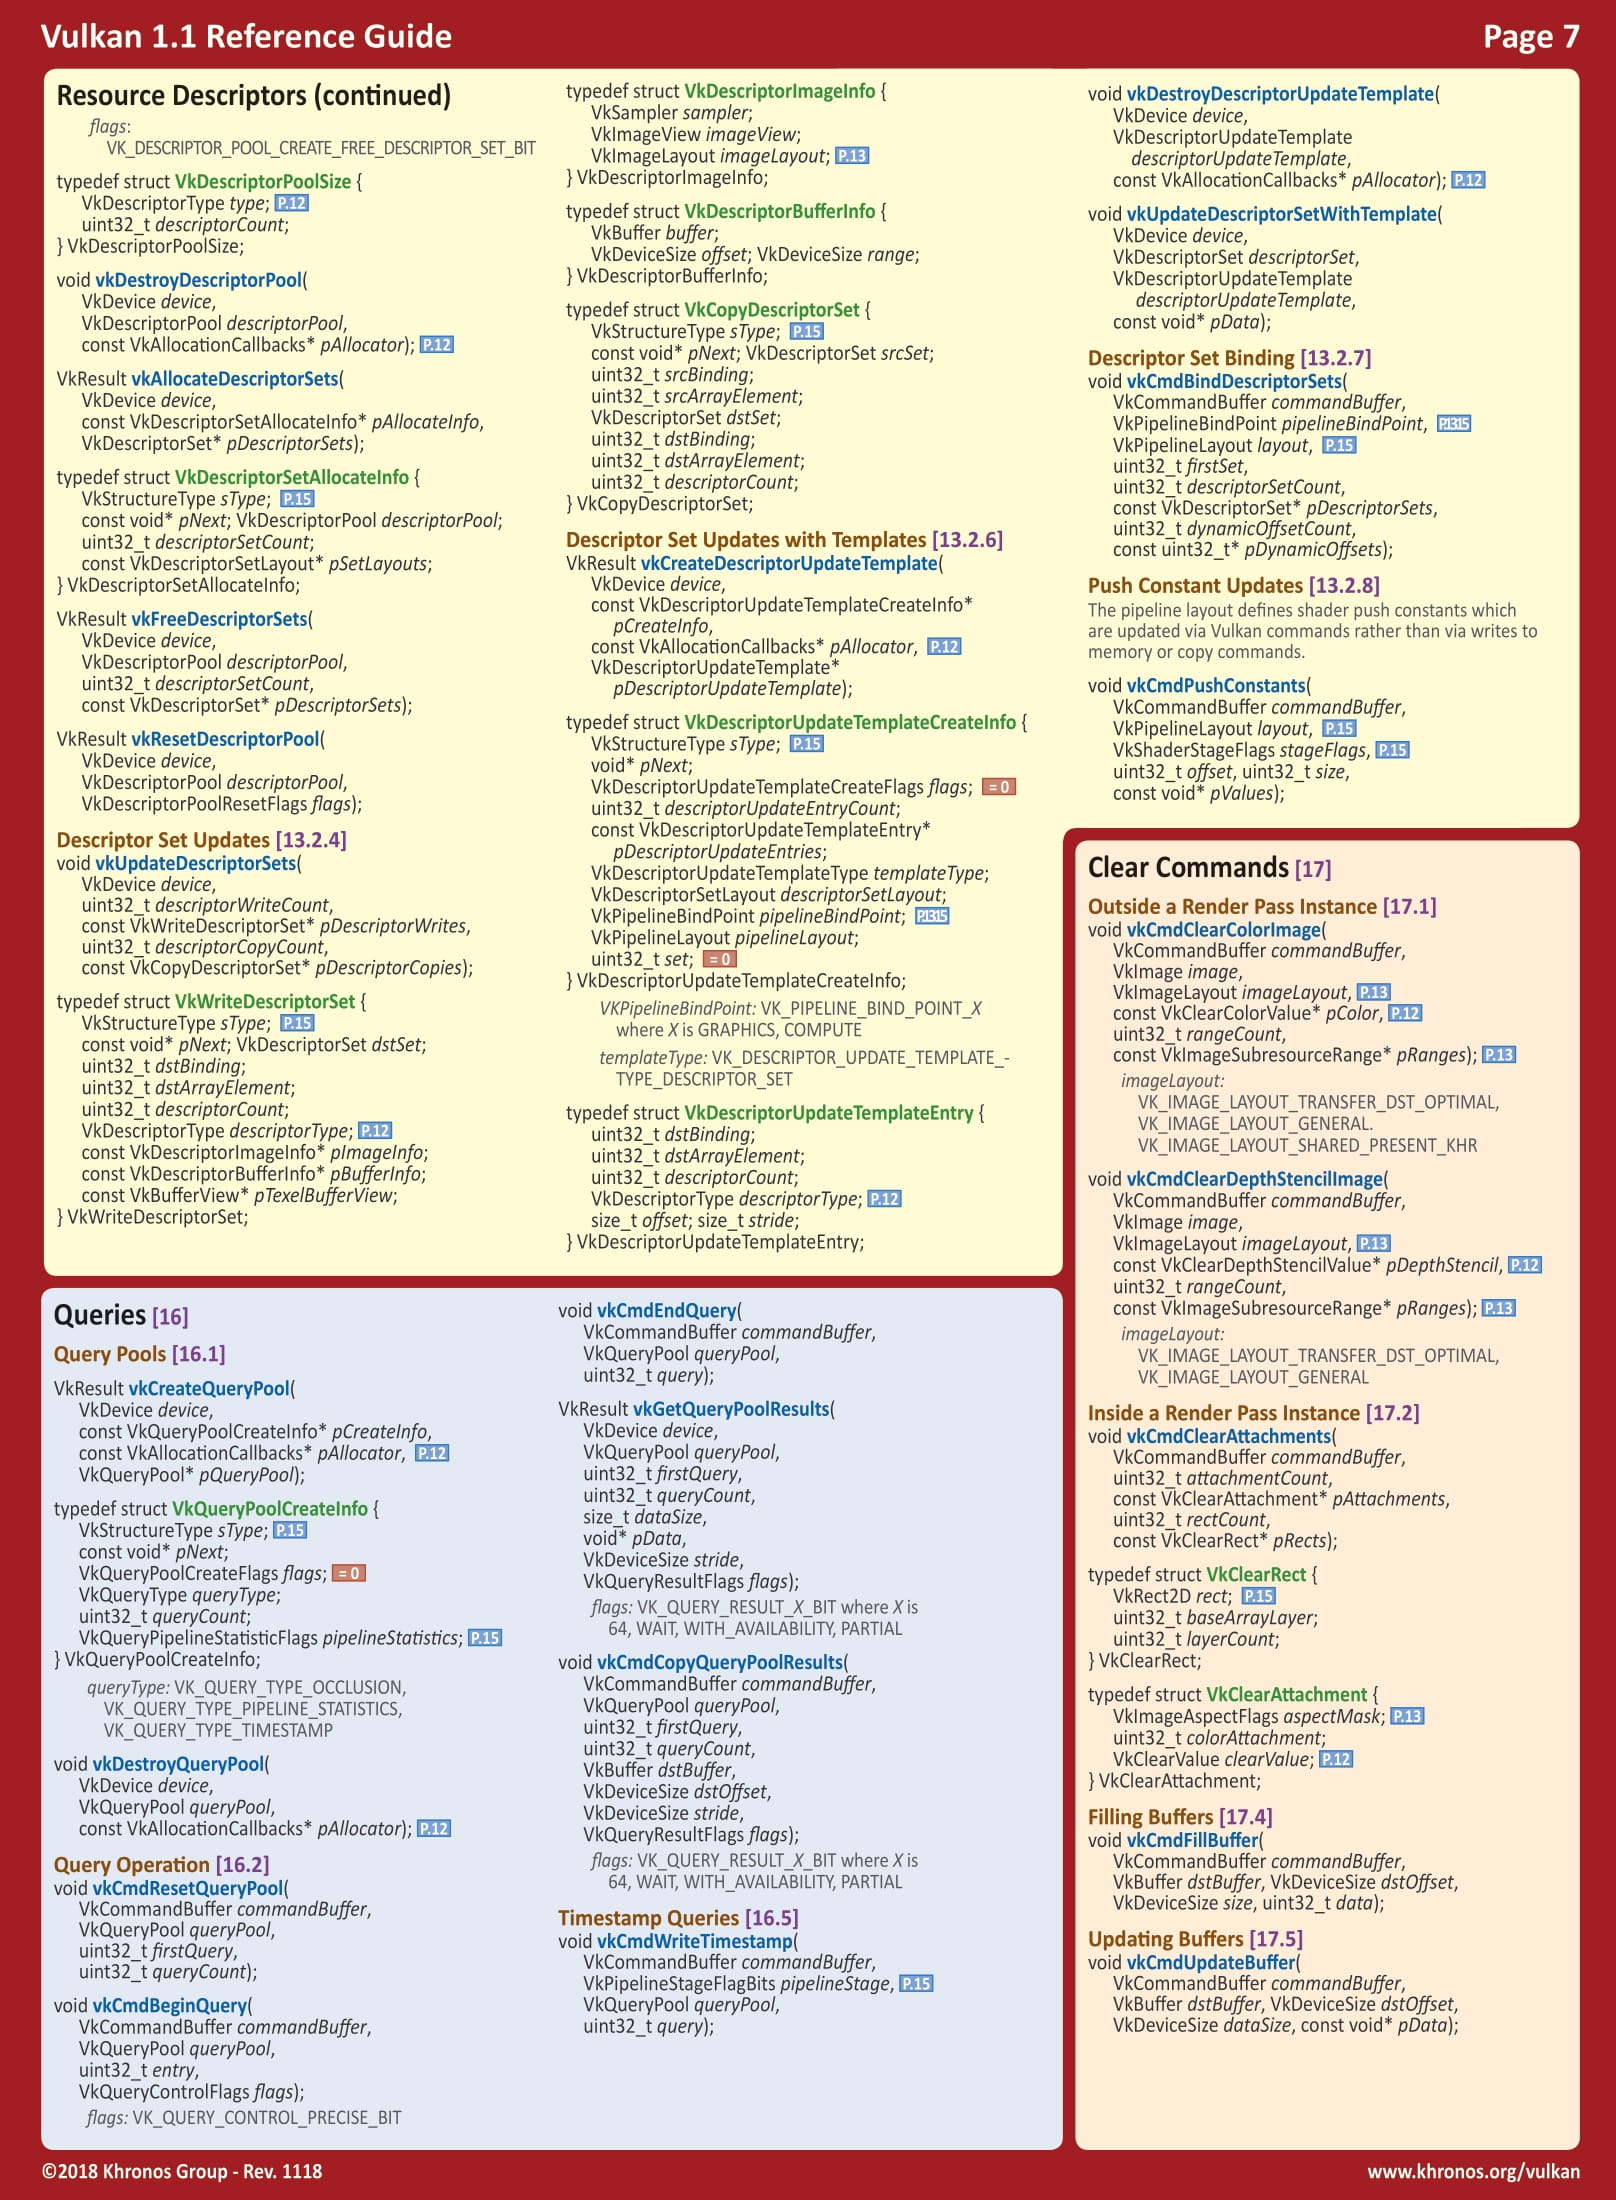 Vulkan 1.1 Reference Guide
Page 7
Resource Descriptors (continued)
flags:
VK_DESCRIPTOR_POOL_CREATE_FREE_DESCRIPTOR_SET_BIT
typedef struct VkDescriptorPoolSize {
VkDescriptorType type; P.12
uint32_t descriptorCount;
} VkDescriptorPoolSize;
void vkDestroyDescriptorPool(
VkDevice device,
VkDescriptorPool descriptorPool,
const VkAllocationCallbacks* pAllocator); P.12
VkResult vkAllocateDescriptorSets(
VkDevice device,
const VkDescriptorSetAllocateInfo* pAllocateInfo,
VkDescriptorSet* pDescriptorSets);
typedef struct VkDescriptorSetAllocateInfo {
VkStructureType sType; P.15
const void* pNext; VkDescriptorPool descriptorPool;
uint32_t descriptorSetCount;
const VkDescriptorSetLayout* pSetLayouts;
} VkDescriptorSetAllocateInfo;
VkResult vkFreeDescriptorSets(
VkDevice device,
VkDescriptorPool descriptorPool,
uint32_t descriptorSetCount,
const VkDescriptorSet* pDescriptorSets);
VkResult vkResetDescriptorPool(
VkDevice device,
VkDescriptorPool descriptorPool,
VkDescriptorPoolResetFlags flags);
Descriptor Set Updates [13.2.4]
void vkUpdateDescriptorSets(
VkDevice device,
uint32_t descriptorWriteCount,
const VkWriteDescriptorSet* pDescriptorWrites,
uint32_t descriptorCopyCount,
const VkCopyDescriptorSet* pDescriptorCopies);
typedef struct VkWriteDescriptorSet {
VkStructureType sType; P.15
const void* pNext; VkDescriptorSet dstSet;
uint32_t dstBinding;
uint32_t dstArrayElement;
uint32_t descriptorCount;
VkDescriptorType descriptorType; P.12
const VkDescriptorImageInfo* pImageInfo;
const VkDescriptorBufferInfo* pBufferInfo;
const VkBufferView* pTexelBufferView;
} VkWriteDescriptorSet;
typedef struct VkDescriptorImageInfo {
VkSampler sampler;
VkImageView imageView;
VkImageLayout imageLayout; P.13
} VkDescriptorImageInfo;
typedef struct VkDescriptorBufferInfo {
VkBuffer buffer;
VkDeviceSize offset; VkDeviceSize range;
} VkDescriptorBufferInfo;
typedef struct VkCopyDescriptorSet {
VkStructureType sType; P.15
const void* pNext; VkDescriptorSet srcSet;
uint32_t srcBinding;
uint32_t srcArrayElement;
VkDescriptorSet dstSet;
uint32_t dstBinding;
uint32_t dstArrayElement;
uint32_t descriptorCount;
} VkCopyDescriptorSet;
Descriptor Set Updates with Templates [13.2.6]
VkResult vkCreateDescriptorUpdateTemplate(
VkDevice device,
const VkDescriptorUpdateTemplateCreateInfo*
pCreateInfo,
const VkAllocationCallbacks* pAllocator, P.12
VkDescriptorUpdateTemplate*
pDescriptorUpdateTemplate);
typedef struct VkDescriptorUpdateTemplateCreateInfo {
VkStructureType sType; P.15
void* pNext;
VkDescriptorUpdateTemplateCreateFlags flags; = 0
uint32_t descriptorUpdateEntryCount;
const VkDescriptorUpdateTemplateEntry*
pDescriptorUpdateEntries;
VkDescriptorUpdateTemplateType templateType;
VkDescriptorSetLayout descriptorSetLayout;
VkPipelineBindPoint pipelineBindPoint; P.1315
VkPipelineLayout pipelineLayout;
uint32_t set; = 0
} VkDescriptorUpdateTemplateCreateInfo;
VKPipelineBindPoint: VK_PIPELINE_BIND_POINT_X
where X is GRAPHICS, COMPUTE
templateType: VK_DESCRIPTOR_UPDATE_TEMPLATE_-
TYPE_DESCRIPTOR_SET
typedef struct VkDescriptorUpdateTemplateEntry {
uint32_t dstBinding;
uint32_t dstArrayElement;
uint32_t descriptorCount;
VkDescriptorType descriptorType; P.12
size_t offset; size_t stride;
} VkDescriptorUpdateTemplateEntry;
void vkDestroyDescriptorUpdateTemplate(
VkDevice device,
VkDescriptorUpdateTemplate
descriptorUpdateTemplate,
const VkAllocationCallbacks* pAllocator); P.12
void vkUpdateDescriptorSetWithTemplate(
VkDevice device,
VkDescriptorSet descriptorSet,
VkDescriptorUpdateTemplate
descriptorUpdateTemplate,
const void* pData);
Descriptor Set Binding [13.2.7]
void vkCmdBindDescriptorSets(
VkCommandBuffer commandBuffer,
VkPipelineBindPoint pipelineBindPoint, P.1315
VkPipelineLayout layout, P.15
uint32_t firstSet,
uint32_t descriptorSetCount,
const VkDescriptorSet* pDescriptorSets,
uint32_t dynamicOffsetCount,
const uint32_t* pDynamicOffsets);
Push Constant Updates [13.2.8]
The pipeline layout defines shader push constants which
are updated via Vulkan commands rather than via writes to
memory or copy commands.
void vkCmdPushConstants(
VkCommandBuffer commandBuffer,
VkPipelineLayout layout, P.15
VkShaderStageFlags stageFlags, P.15
uint32_t offset, uint32_t size,
const void* pValues);
Queries [16]
Query Pools [16.1]
VkResult vkCreateQueryPool(
VkDevice device,
const VkQueryPoolCreateInfo* pCreateInfo,
const VkAllocationCallbacks* pAllocator, P.12
VkQueryPool* pQueryPool);
typedef struct VkQueryPoolCreateInfo {
VkStructureType sType; P.15
const void* pNext;
VkQueryPoolCreateFlags flags; = 0
VkQueryType queryType;
uint32_t queryCount;
VkQueryPipelineStatisticFlags pipelineStatistics; P.15
} VkQueryPoolCreateInfo;
queryType: VK_QUERY_TYPE_OCCLUSION,
VK_QUERY_TYPE_PIPELINE_STATISTICS,
VK_QUERY_TYPE_TIMESTAMP
void vkDestroyQueryPool(
VkDevice device,
VkQueryPool queryPool,
const VkAllocationCallbacks* pAllocator); P.12
Query Operation [16.2]
void vkCmdResetQueryPool(
VkCommandBuffer commandBuffer,
VkQueryPool queryPool,
uint32_t firstQuery,
uint32_t queryCount);
void vkCmdBeginQuery(
VkCommandBuffer commandBuffer,
VkQueryPool queryPool,
uint32_t entry,
VkQueryControlFlags flags);
flags: VK_QUERY_CONTROL_PRECISE_BIT
void vkCmdEndQuery(
VkCommandBuffer commandBuffer,
VkQueryPool queryPool,
uint32_t query);
VkResult vkGetQueryPoolResults(
VkDevice device,
VkQueryPool queryPool,
uint32_t firstQuery,
uint32_t queryCount,
size_t dataSize,
void* pData,
VkDeviceSize stride,
VkQueryResultFlags flags);
flags: VK_QUERY_RESULT_X_BIT where X is
64, WAIT, WITH_AVAILABILITY, PARTIAL
void vkCmdCopyQueryPoolResults(
VkCommandBuffer commandBuffer,
VkQueryPool queryPool,
uint32_t firstQuery,
uint32_t queryCount,
VkBuffer dstBuffer,
VkDeviceSize dstOffset,
VkDeviceSize stride,
VkQueryResultFlags flags);
flags: VK_QUERY_RESULT_X_BIT where X is
64, WAIT, WITH_AVAILABILITY, PARTIAL
Timestamp Queries [16.5]
void vkCmdWriteTimestamp(
VkCommandBuffer commandBuffer,
VkPipelineStageFlagBits pipelineStage, P.15
VkQueryPool queryPool,
uint32_t query);
Clear Commands [17]
Outside a Render Pass Instance [17.1]
void vkCmdClearColorImage(
VkCommandBuffer commandBuffer,
VkImage image,
VkImageLayout imageLayout, P.13
const VkClearColorValue* pColor, P.12
uint32_t rangeCount,
const VkImageSubresourceRange* pRanges); P.13
imageLayout:
VK_IMAGE_LAYOUT_TRANSFER_DST_OPTIMAL,
VK_IMAGE_LAYOUT_GENERAL.
VK_IMAGE_LAYOUT_SHARED_PRESENT_KHR
void vkCmdClearDepthStencilImage(
VkCommandBuffer commandBuffer,
VkImage image,
VkImageLayout imageLayout, P.13
const VkClearDepthStencilValue* pDepthStencil, P.12
uint32_t rangeCount,
const VkImageSubresourceRange* pRanges); P.13
imageLayout:
VK_IMAGE_LAYOUT_TRANSFER_DST_OPTIMAL,
VK_IMAGE_LAYOUT_GENERAL
Inside a Render Pass Instance [17.2]
void vkCmdClearAttachments(
VkCommandBuffer commandBuffer,
uint32_t attachmentCount,
const VkClearAttachment* pAttachments,
uint32_t rectCount,
const VkClearRect* pRects);
typedef struct VkClearRect {
VkRect2D rect; P.15
uint32_t baseArrayLayer;
uint32_t layerCount;
} VkClearRect;
typedef struct VkClearAttachment {
VkImageAspectFlags aspectMask; P.13
uint32_t colorAttachment;
VkClearValue clearValue; P.12
} VkClearAttachment;
Filling Buffers [17.4]
void vkCmdFillBuffer(
VkCommandBuffer commandBuffer,
VkBuffer dstBuffer, VkDeviceSize dstOffset,
VkDeviceSize size, uint32_t data);
Updating Buffers [17.5]
void vkCmdUpdateBuffer(
VkCommandBuffer commandBuffer,
VkBuffer dstBuffer, VkDeviceSize dstOffset,
VkDeviceSize dataSize, const void* pData);
©2018 Khronos Group - Rev. 1118
www.khronos.org/vulkan